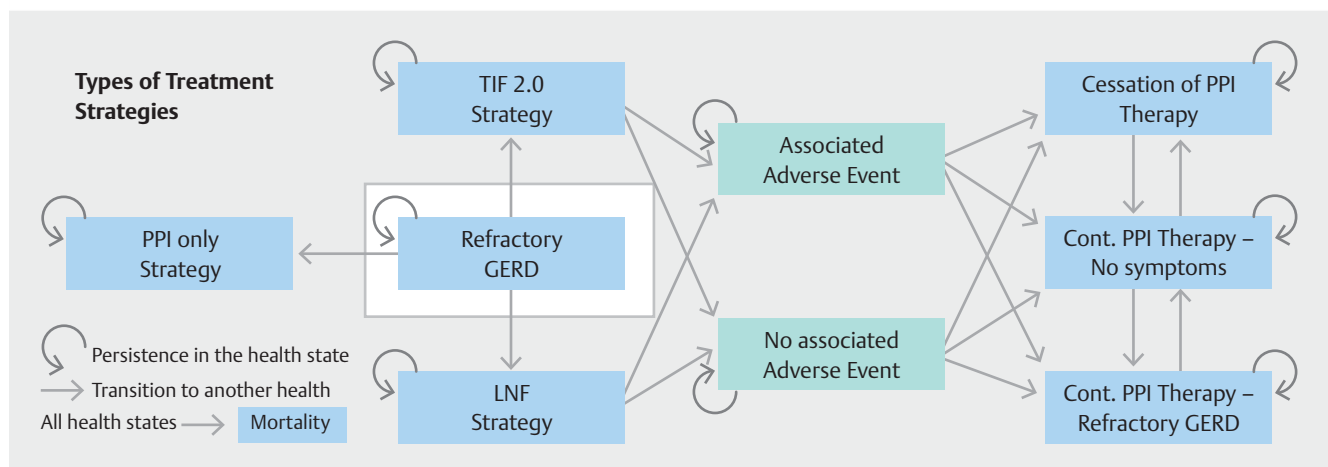 Types of Treatment
Strategies
TIF 2.0
Strategy
Cessation of PPI
Therapy
Associated
Adverse Event
PPI only
Strategy
Refractory
GERD
Cont. PPI Therapy –
No symptoms
No associated
Adverse Event
Persistence in the health state
Transition to another health
All health states
Mortality
LNF
Strategy
Cont. PPI Therapy –
Refractory GERD